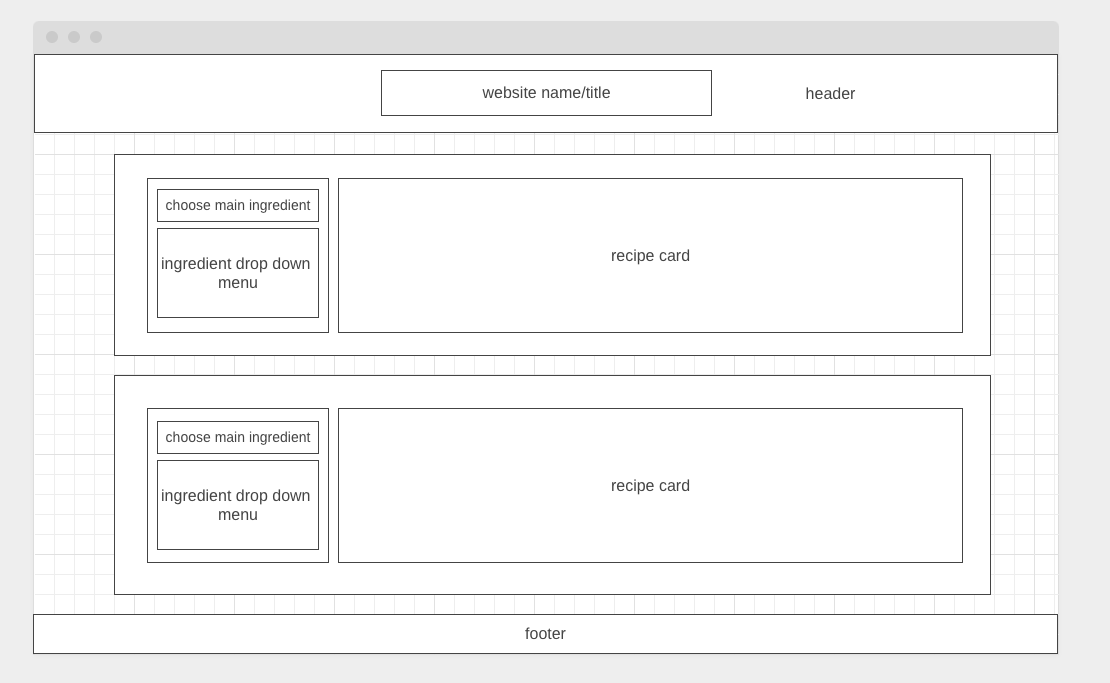 website name/title
header
choose main ingredient
ingredient drop down
menu
recipe card
choose main ingredient
ingredient drop down
menu
recipe card
footer